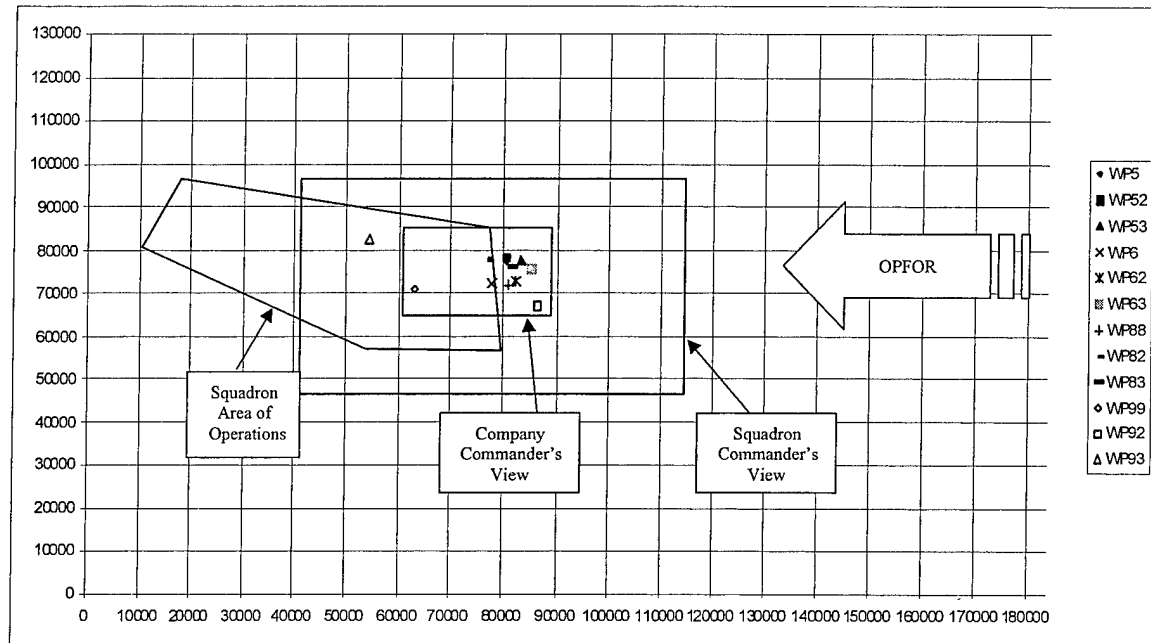 130000
120000
110000
100000
90000
80000
70000
60000
50000
40000
30000
20000
10000
0
OPFOR
Squadron
Area of
Operations
Company
Commander's
View
Squadron
Commander's
View
0 10000 20000 30000 40000 50000 60000 70000 80000 90000 100000 110000 120000 130000 140000 150000 160000 170000 180000
WP5
WP52
WP53
WP6
WP62
WP63
WP88
WP82
WP83
WP99
WP92
WP93